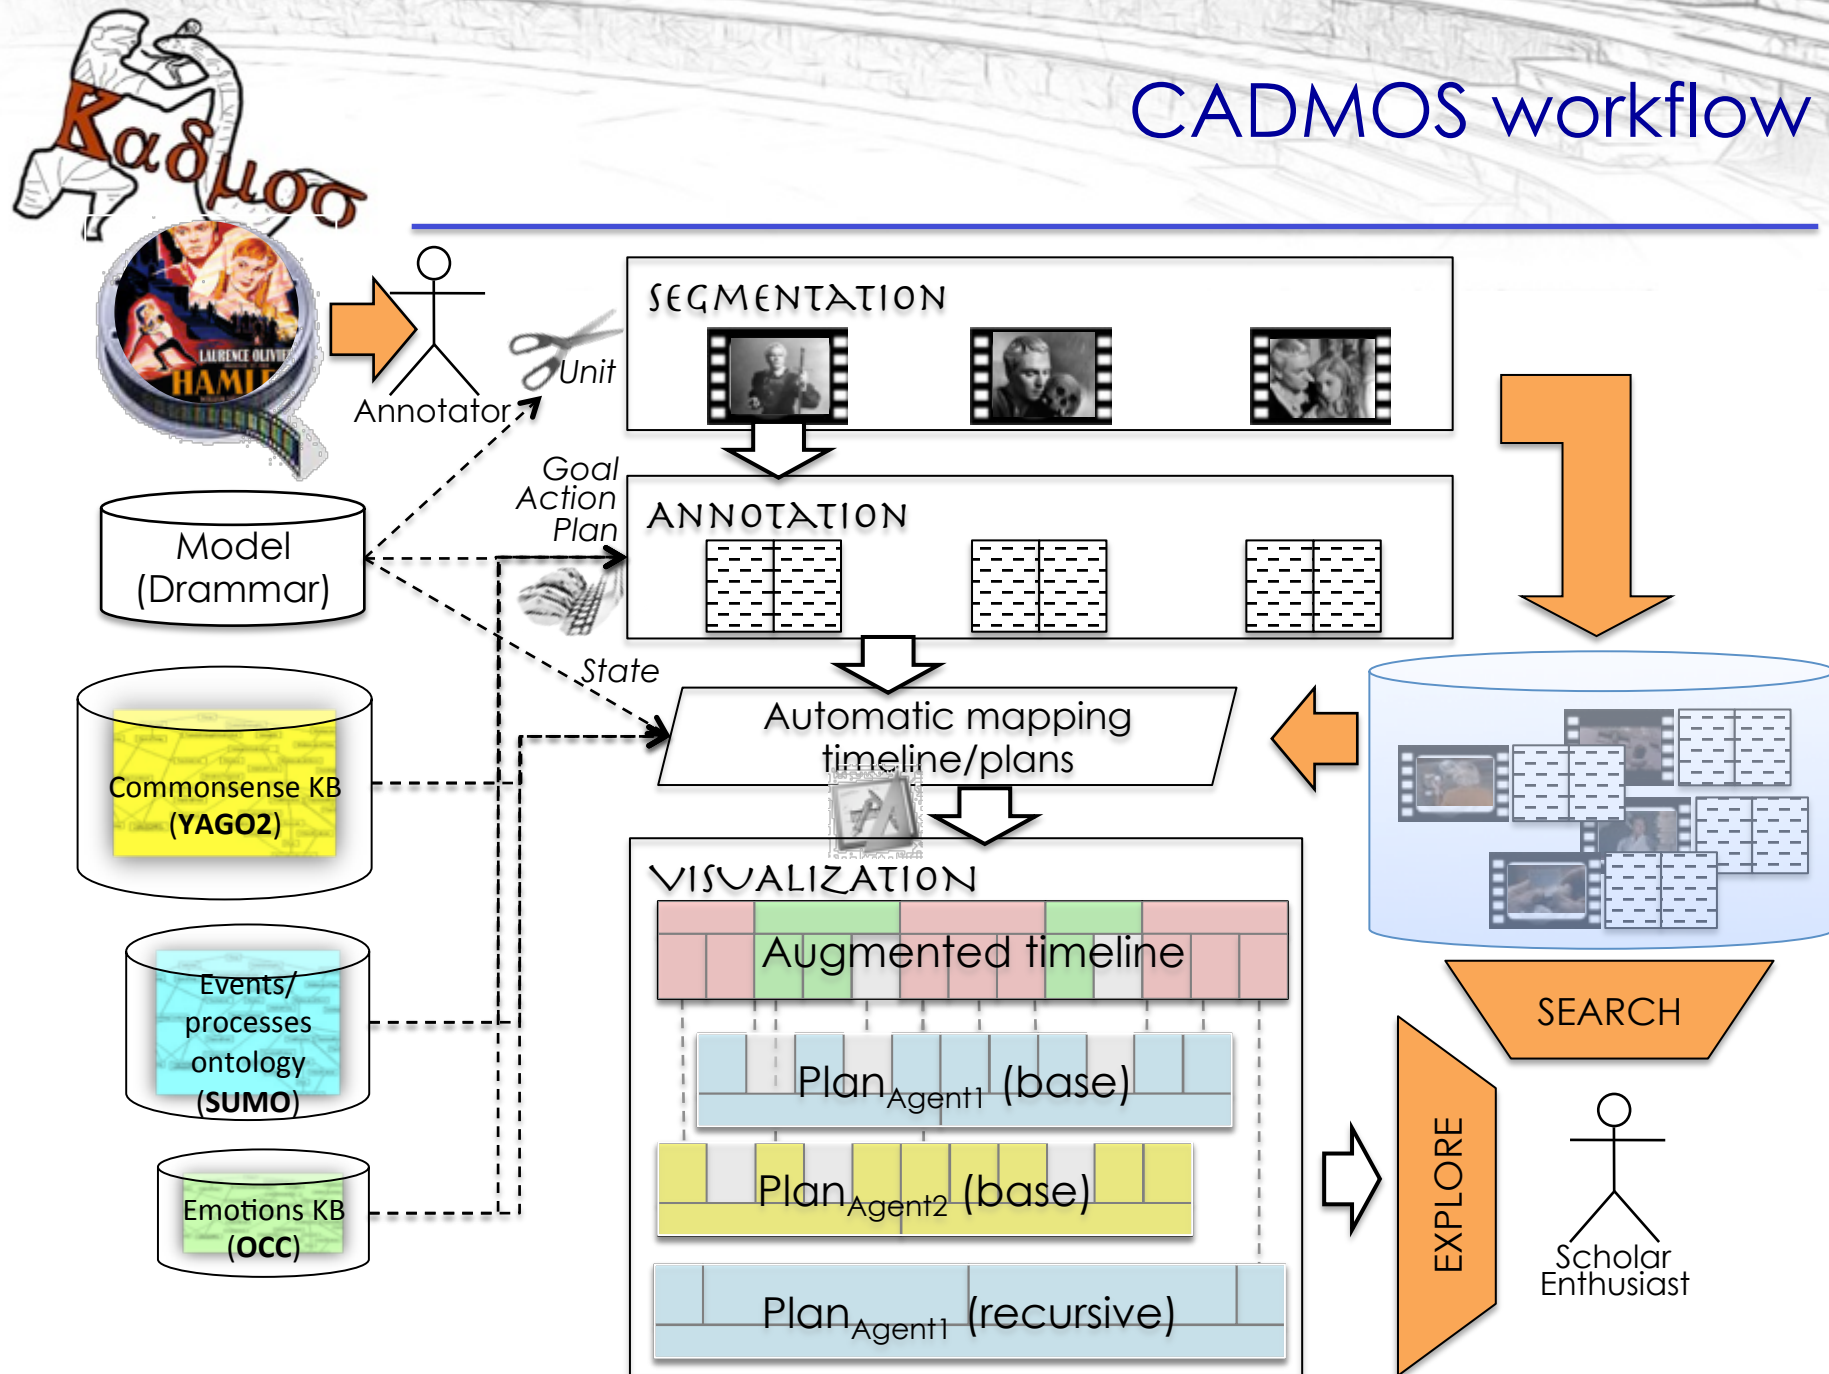 CADMOS workflow
Καδμοσ
LAURENCE OLIVIE
HAMLE
Annotator
SEGMENTATION
Unit
Goal
Action
Plan
ANNOTATION
Model
(Drammar)
State
Automatic mapping
timeline/plans
Commonsense KB
(YAGO2)
VISUALIZATION
Augmented timeline
Events/
processes
ontology
(SUMO)
SEARCH
PlanAgent1 (base)
PlanAgent2 (base)
Emotions KB
(OCC)
EXPLORE
Scholar
Enthusiast
PlanAgent1 (recursive)